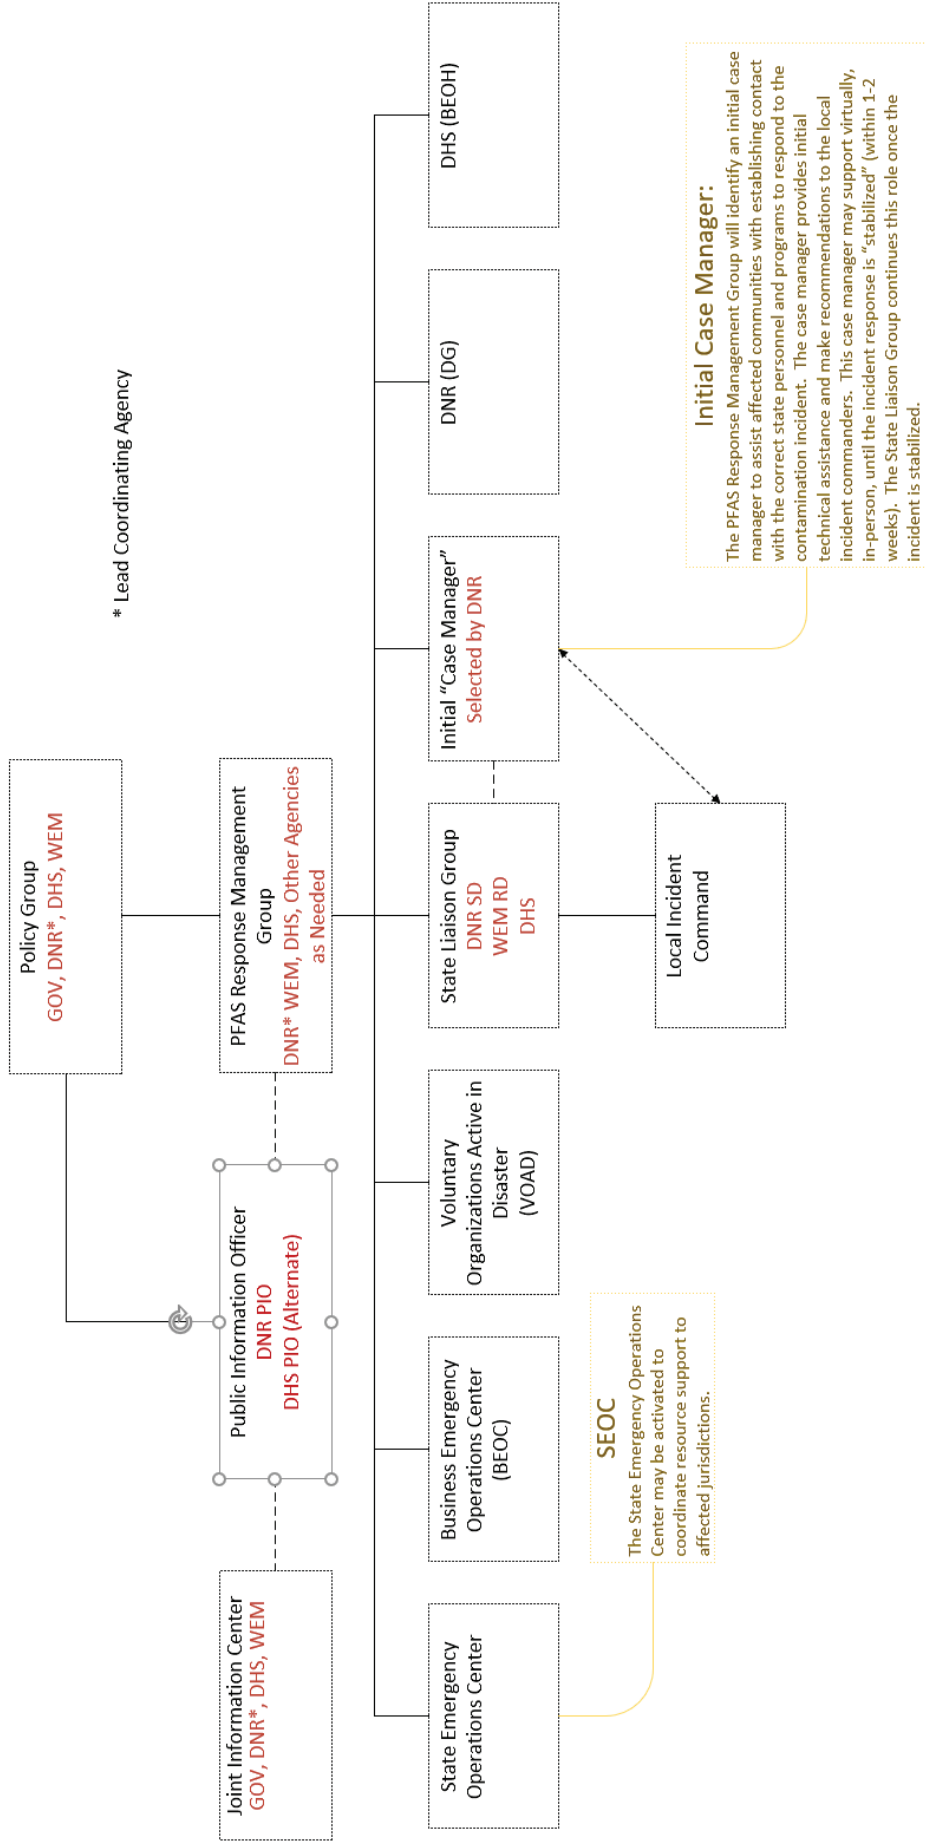 Policy Group
GOV, DNR*, DHS, WEM
* Lead Coordinating Agency
Joint Information Center
GOV, DNR*, DHS, WEM
Public Information Officer
DNR PIO
DHS PIO (Alternate)
PFAS Response Management
Group
DNR* WEM, DHS, Other Agencies
as Needed
State Emergency
Operations Center
Business Emergency
Operations Center
(BEOC)
Voluntary
Organizations Active in
Disaster
(VOAD)
State Liaison Group
DNR SD
WEM RD
DHS
Initial “Case Manager”
Selected by DNR
DNR (DG)
DHS (BEOH)
SEOC
The State Emergency Operations
Center may be activated to
coordinate resource support to
affected jurisdictions.
Local Incident
Command
Initial Case Manager:
The PFAS Response Management Group will identify an initial case
manager to assist affected communities with establishing contact
with the correct state personnel and programs to respond to the
contamination incident. The case manager provides initial
technical assistance and make recommendations to the local
incident commanders. This case manager may support virtually,
in-person, until the incident response is “stabilized” (within 1-2
weeks). The State Liaison Group continues this role once the
incident is stabilized.